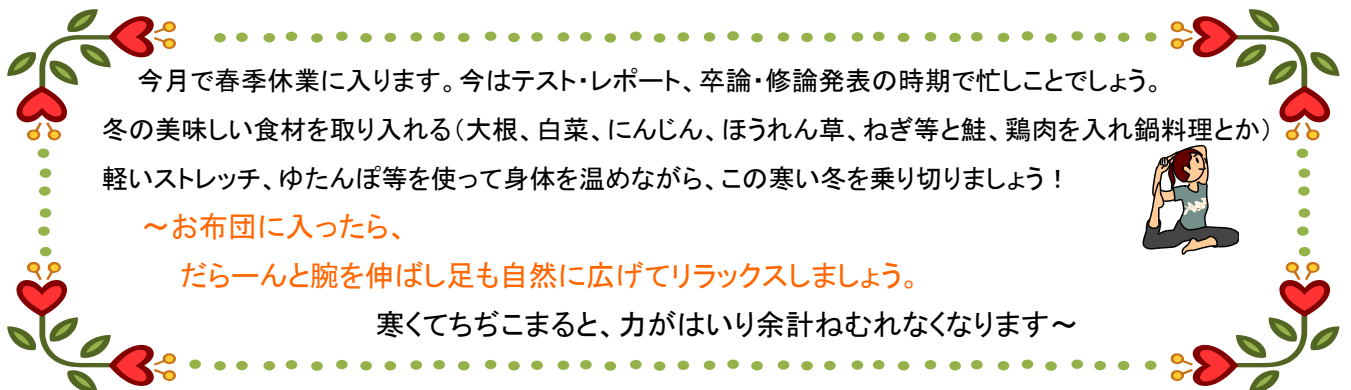 今月で春季休業に入ります。今はテスト・レポート、卒論・修論発表の時期で忙しことでしょう。
冬の美味しい食材を取り入れる（大根、白菜、にんじん、ほうれん草、ねぎ等と鮭、鶏肉を入れ鍋料理とか）
軽いストレッチ、ゆたんぽ等を使って身体を温めながら、この寒い冬を乗り切りましょう！
～お布団に入ったら、
だらーんと腕を伸ばし足も自然に広げてリラックスしましょう。
寒くてちぢこまると、力がはいり余計ねむれなくなります～